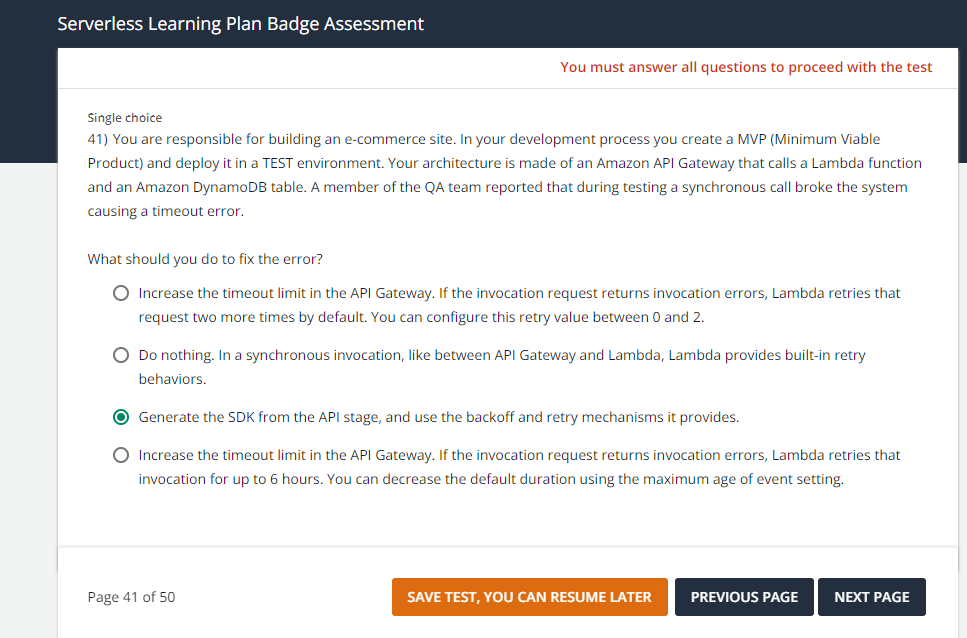 Serverless Learning Plan Badge Assessment
You must answer all questions to proceed with the test
Single choice
41) You are responsible for building an e-commerce site. In your development process you create a MVP (Minimum Viable
Product) and deploy it in a TEST environment. Your architecture is made of an Amazon API Gateway that calls a Lambda function
and an Amazon DynamoDB table. A member of the QA team reported that during testing a synchronous call broke the system
causing a timeout error.
What should you do to fix the error?
Increase the timeout limit in the API Gateway. If the invocation request returns invocation errors, Lambda retries that
request two more times by default. You can configure this retry value between 0 and 2.
Do nothing. In a synchronous invocation, like between API Gateway and Lambda, Lambda provides built-in retry
behaviors.
Generate the SDK from the API stage, and use the backoff and retry mechanisms it provides.
Increase the timeout limit in the API Gateway. If the invocation request returns invocation errors, Lambda retries that
invocation for up to 6 hours. You can decrease the default duration using the maximum age of event setting.
Page 41 of 50
SAVE TEST, YOU CAN RESUME LATER
PREVIOUS PAGE
NEXT PAGE